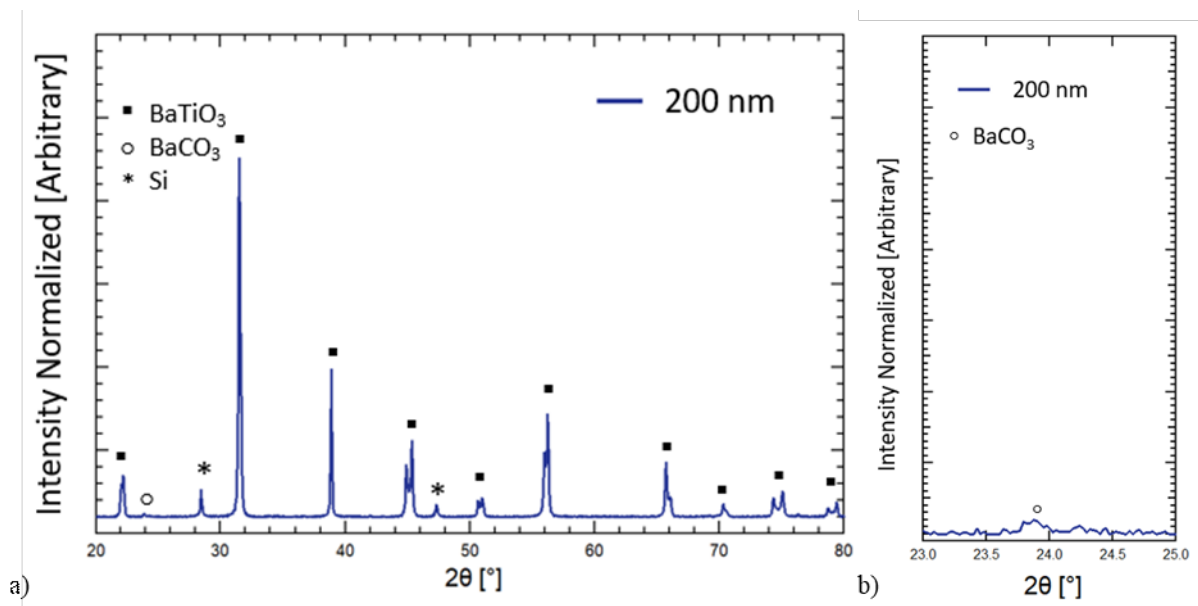 Intensity Normalized [Arbitrary]
■ BaTiO₃
○ BaCO₃
* Si
200 nm
20 30 40 50 60 70 80
2θ [°]
a)
Intensity Normalized [Arbitrary]
200 nm
○ BaCO₃
23.0 23.5 24.0 24.5 25.0
2θ [°]
b)